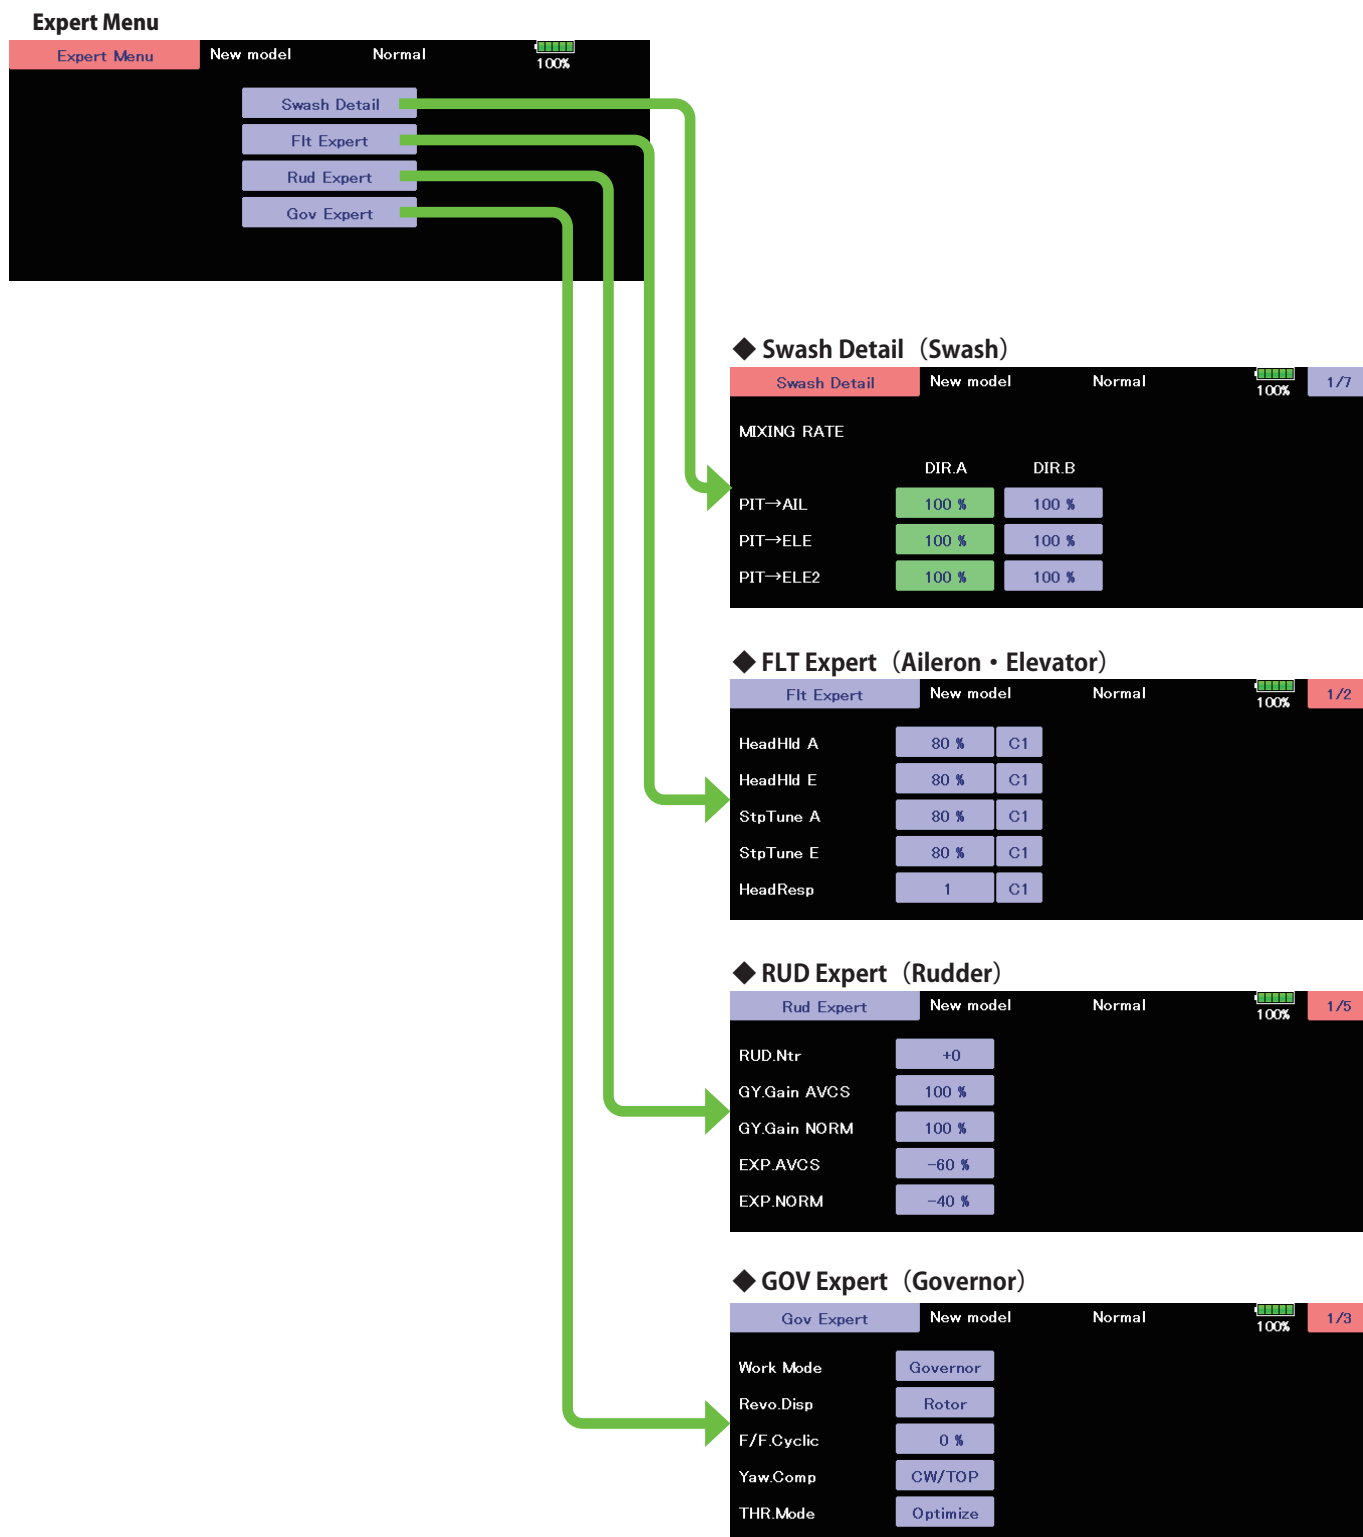 Expert Menu
Expert Menu New model Normal 100%
Swash Detail
Flt Expert
Rud Expert
Gov Expert
◆ Swash Detail（Swash）
Swash Detail New model Normal 100% 1/7
MIXING RATE
DIR.A DIR.B
PIT→AIL 100 % 100 %
PIT→ELE 100 % 100 %
PIT→ELE2 100 % 100 %
◆ FLT Expert（Aileron・Elevator）
Flt Expert New model Normal 100% 1/2
HeadHld A 80 % C1
HeadHld E 80 % C1
StpTune A 80 % C1
StpTune E 80 % C1
HeadResp 1 C1
◆ RUD Expert（Rudder）
Rud Expert New model Normal 100% 1/5
RUD.Ntr +0
GY.Gain AVCS 100 %
GY.Gain NORM 100 %
EXP.AVCS -60 %
EXP.NORM -40 %
◆ GOV Expert（Governor）
Gov Expert New model Normal 100% 1/3
Work Mode Governor
Revo.Disp Rotor
F/F.Cyclic 0 %
Yaw.Comp CW/TOP
THR.Mode Optimize